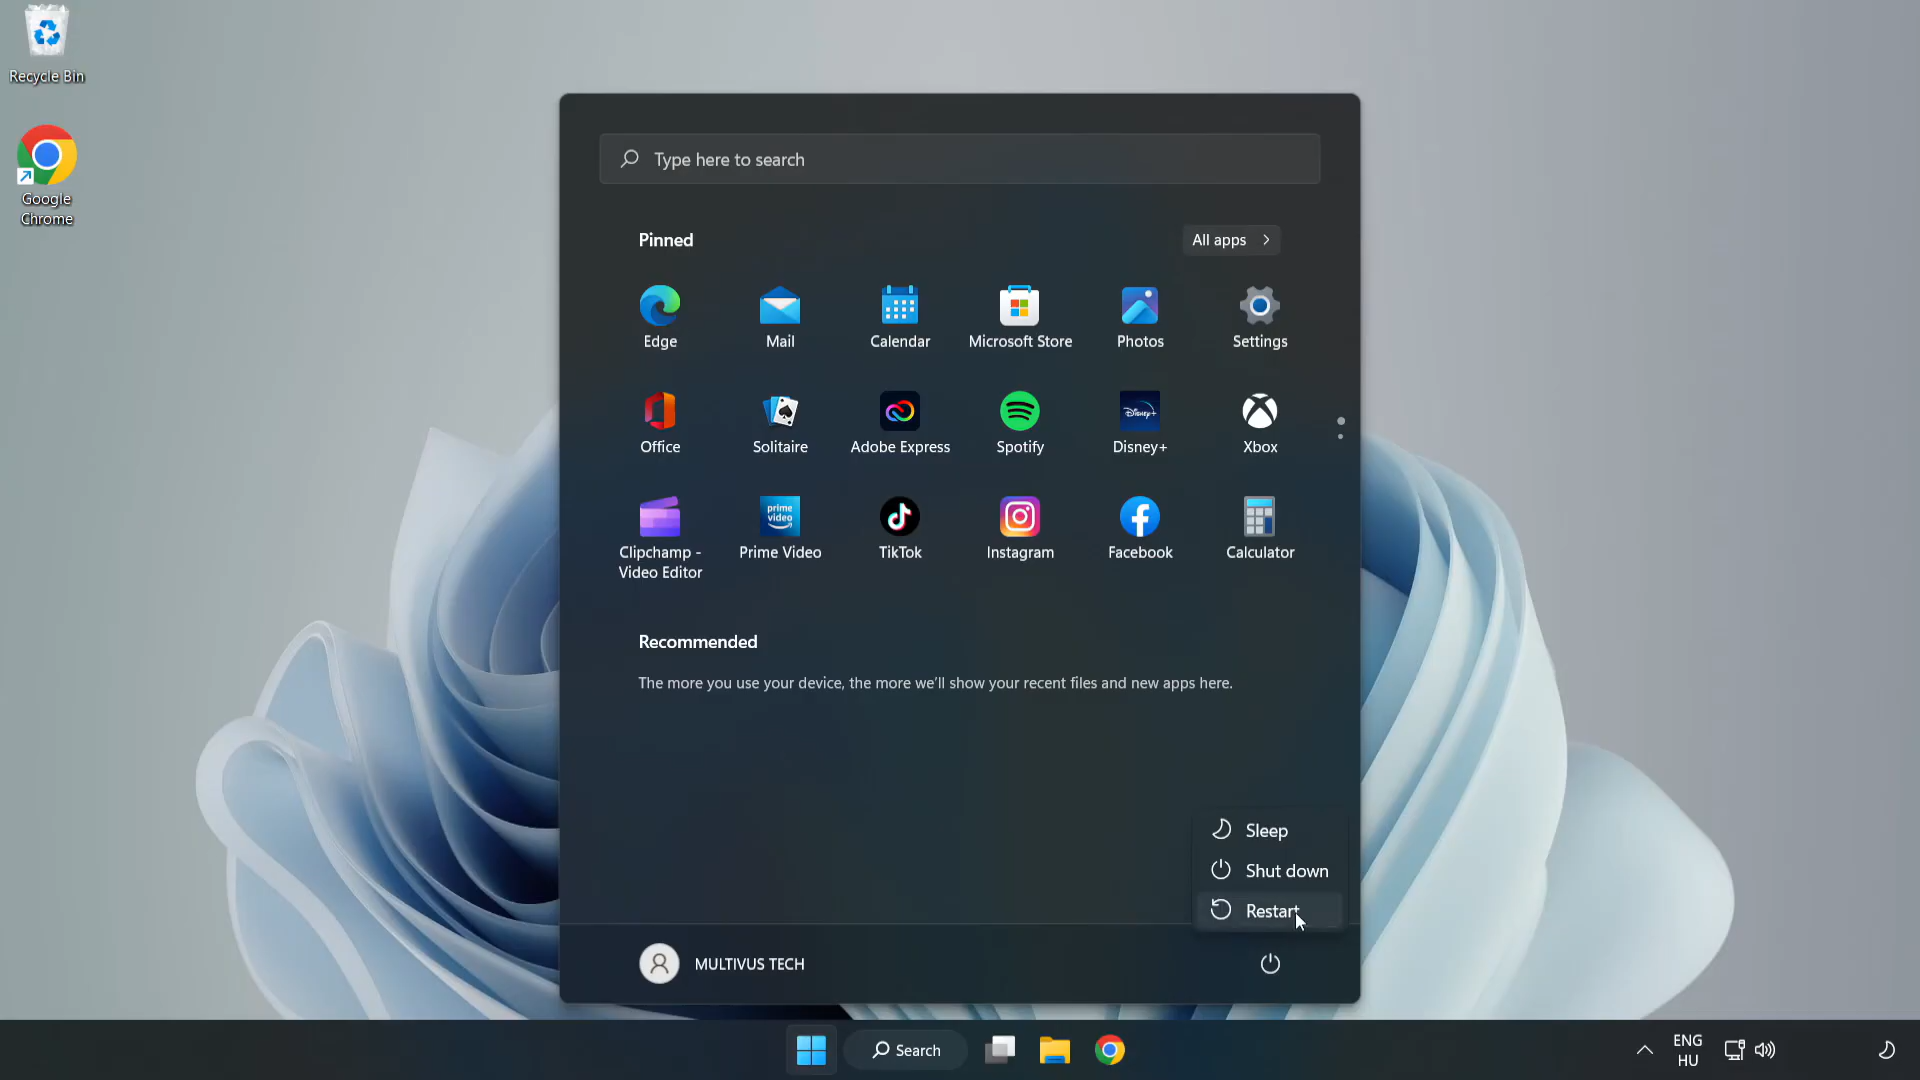 Recycle Bin
Google
Chrome
Type here to search
Pinned
All apps
Edge
Mail
Calendar
Microsoft Store
Photos
Settings
Office
Solitaire
Disney+
Adobe Express
Spotify
Disney+
Xbox
prime
video
Clipchamp -
Video Editor
Prime Video
TikTok
Instagram
Facebook
Calculator
Recommended
The more you use your device, the more we'll show your recent files and new apps here.
Sleep
Shut down
Restart
MULTIVUS TECH
Search
ENG
HU